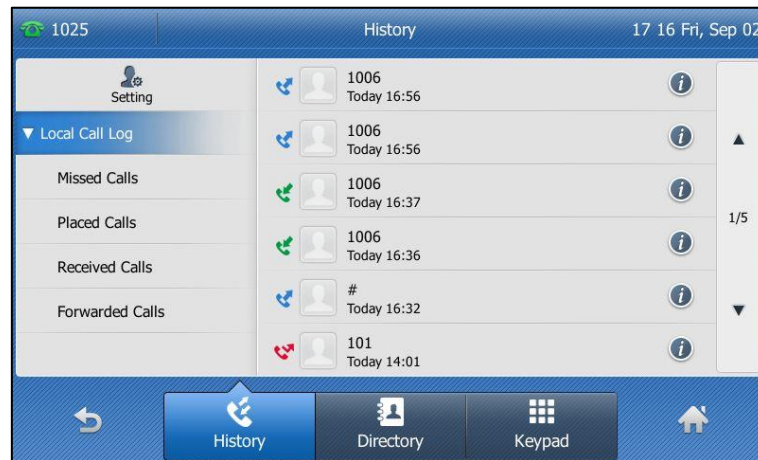 1025 History 17 16 Fri, Sep 02
Setting
Local Call Log
Missed Calls
Placed Calls
Received Calls
Forwarded Calls
1006
Today 16:56
1006
Today 16:56
1006
Today 16:37
1006
Today 16:36
#
Today 16:32
101
Today 14:01
1/5
History Directory Keypad